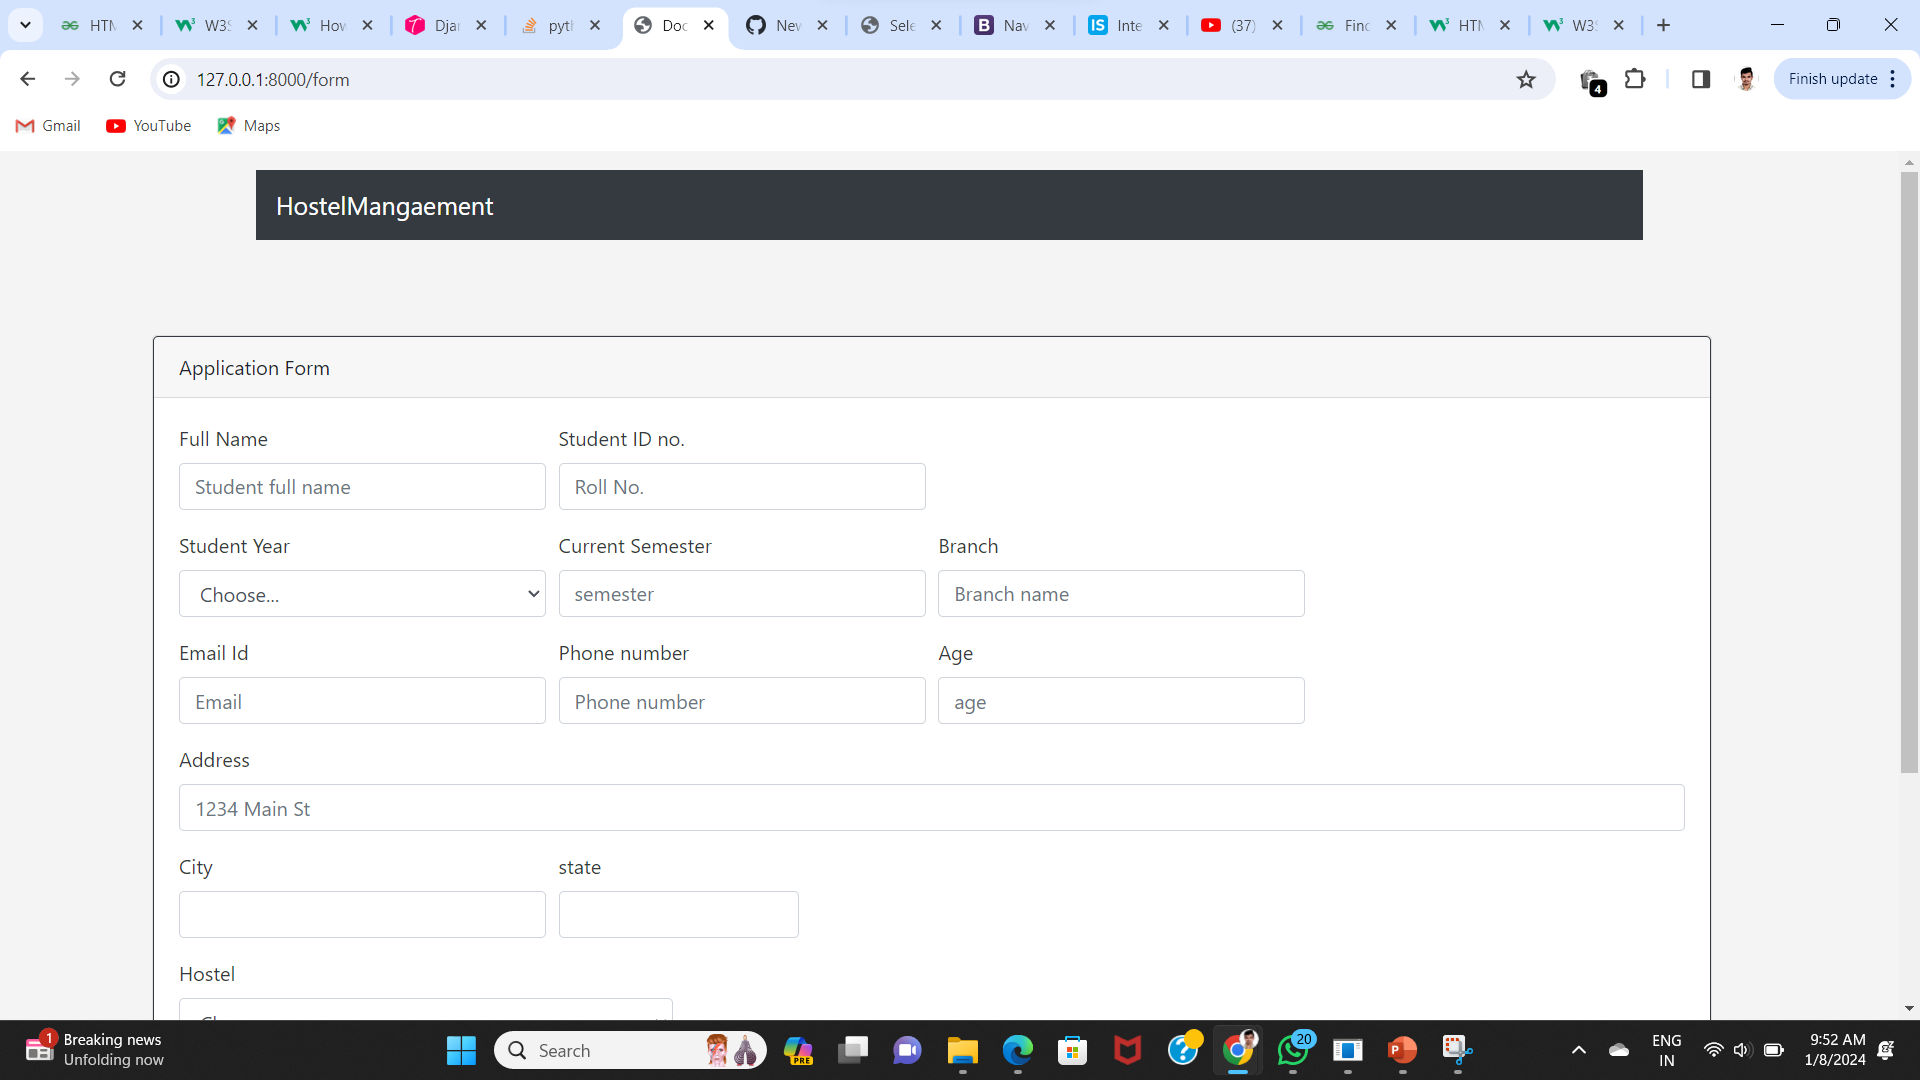 HTM W3S How Djan pyth Doc New Sele B Nav IS Inte (37) Find HTM W3S
127.0.0.1:8000/form 4 Finish update
Gmail YouTube Maps
HostelMangaement
Application Form
Full Name Student ID no.
Student full name Roll No.
Student Year Current Semester Branch
Choose... semester Branch name
Email Id Phone number Age
Email Phone number age
Address
1234 Main St
City state
Hostel
1 Breaking news
Unfolding now
Search PRE 20 ENG
IN
9:52 AM
1/8/2024